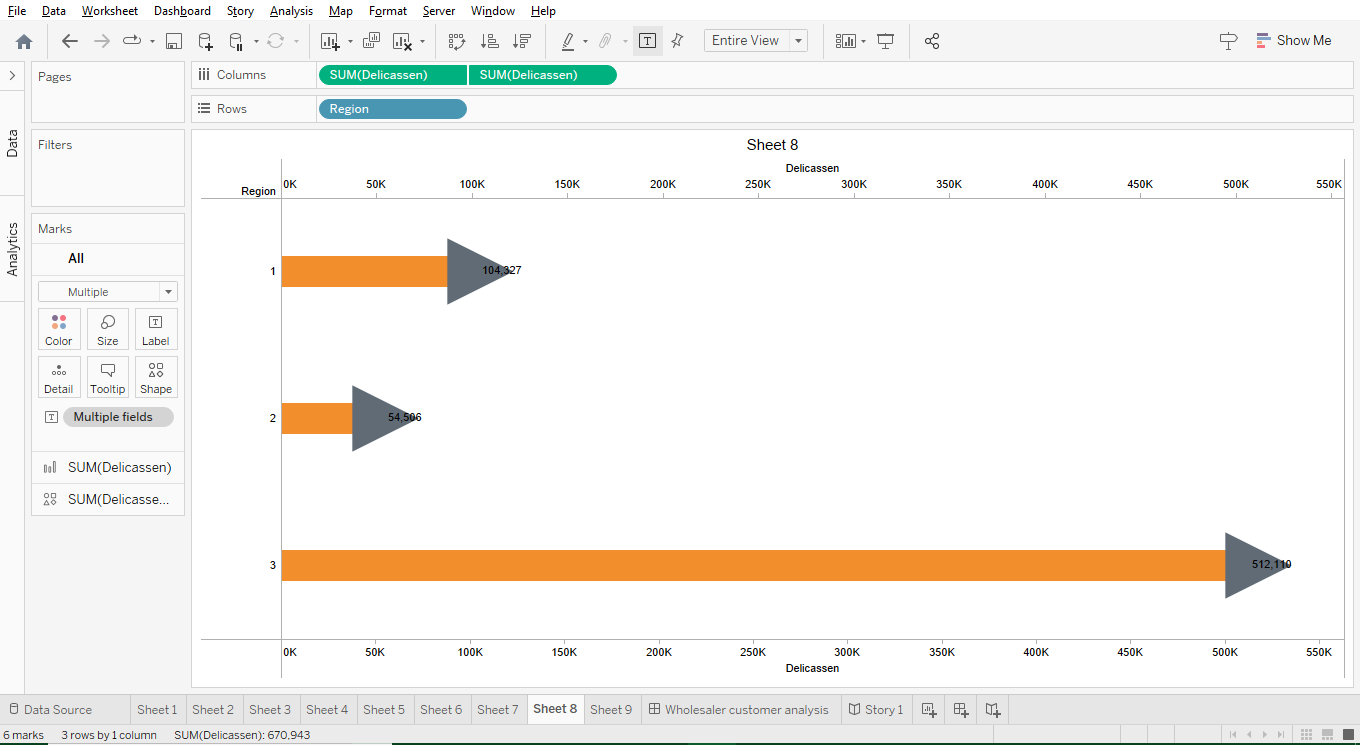 File Data Worksheet Dashboard Story Analysis Map Format Server Window Help
Entire View
Show Me
Data
Analytics
Pages
Filters
Marks
All
Multiple
Color Size Label
Detail Tooltip Shape
Multiple fields
SUM(Delicassen)
SUM(Delicasse...
Columns SUM(Delicassen) SUM(Delicassen)
Rows Region
Sheet 8
Delicassen
Region 0K 50K 100K 150K 200K 250K 300K 350K 400K 450K 500K 550K
1 104,327
2 54,506
3 512,110
0K 50K 100K 150K 200K 250K 300K 350K 400K 450K 500K 550K
Delicassen
Data Source Sheet 1 Sheet 2 Sheet 3 Sheet 4 Sheet 5 Sheet 6 Sheet 7 Sheet 8 Sheet 9 Wholesaler customer analysis Story 1
6 marks 3 rows by 1 column SUM(Delicassen): 670,943